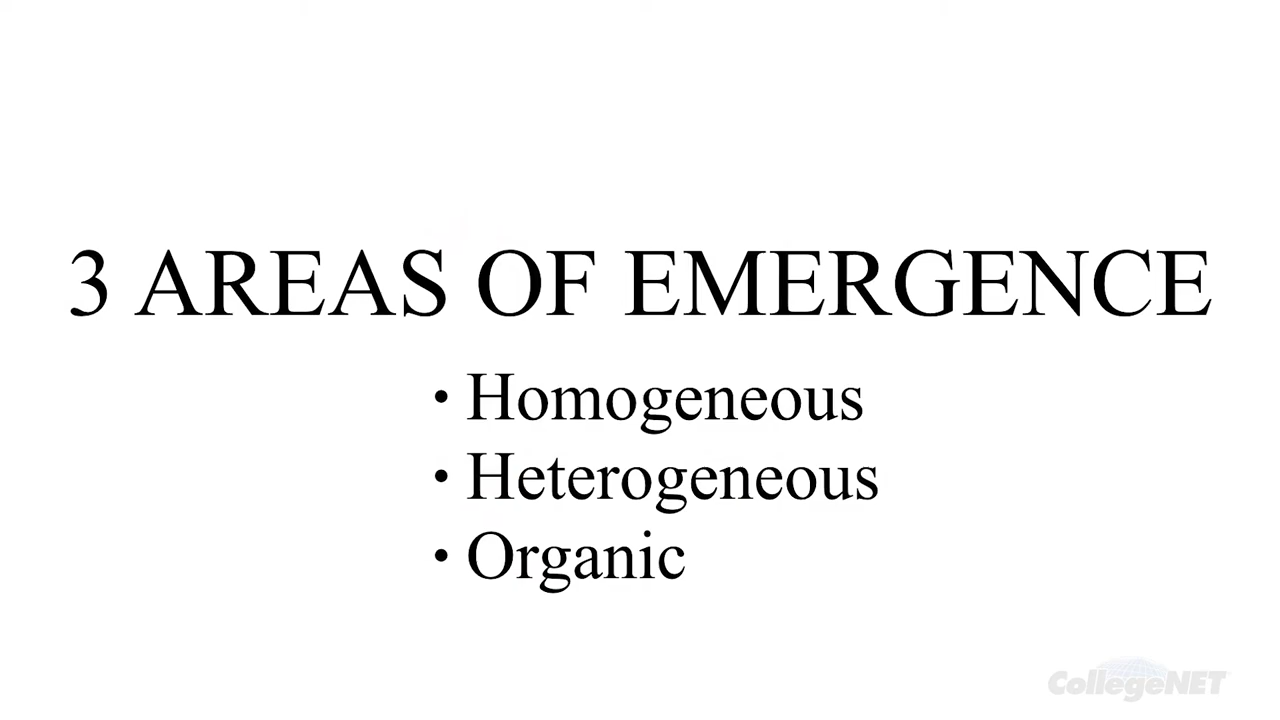 3 AREAS OF EMERGENCE
• Homogeneous
• Heterogeneous
• Organic
CollegeNET